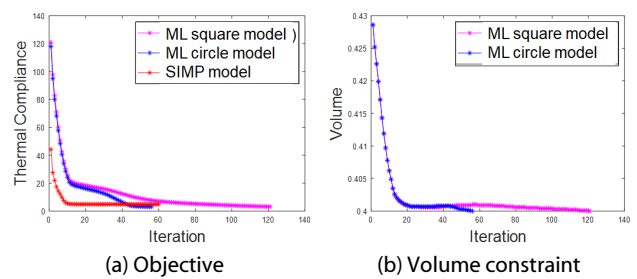 140
120
100
80
60
40
20
0
0 20 40 60 80 100 120 140
Thermal Compliance
Iteration
ML square model )
ML circle model
SIMP model
(a) Objective
0.43
0.425
0.42
0.415
0.41
0.405
0.4
0 20 40 60 80 100 120 140
Volume
Iteration
ML square model
ML circle model
(b) Volume constraint